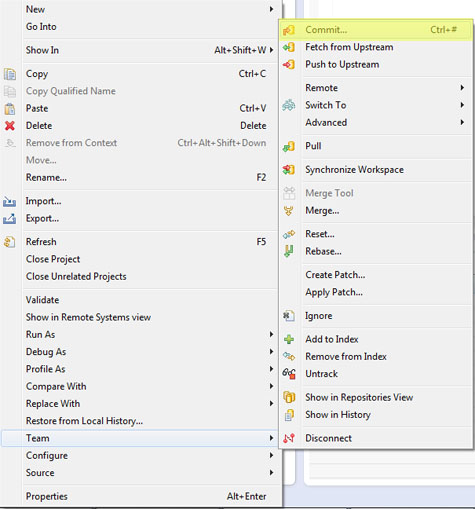 New
Go Into
Show In Alt+Shift+W
Copy Ctrl+C
Copy Qualified Name
Paste Ctrl+V
Delete Delete
Remove from Context Ctrl+Alt+Shift+Down
Move...
Rename... F2
Import...
Export...
Refresh F5
Close Project
Close Unrelated Projects
Validate
Show in Remote Systems view
Run As
Debug As
Profile As
Compare With
Replace With
Restore from Local History...
Team
Configure
Source
Properties Alt+Enter
Commit... Ctrl+#
Fetch from Upstream
Push to Upstream
Remote
Switch To
Advanced
Pull
Synchronize Workspace
Merge Tool
Merge...
Reset...
Rebase...
Create Patch...
Apply Patch...
Ignore
Add to Index
Remove from Index
Untrack
Show in Repositories View
Show in History
Disconnect